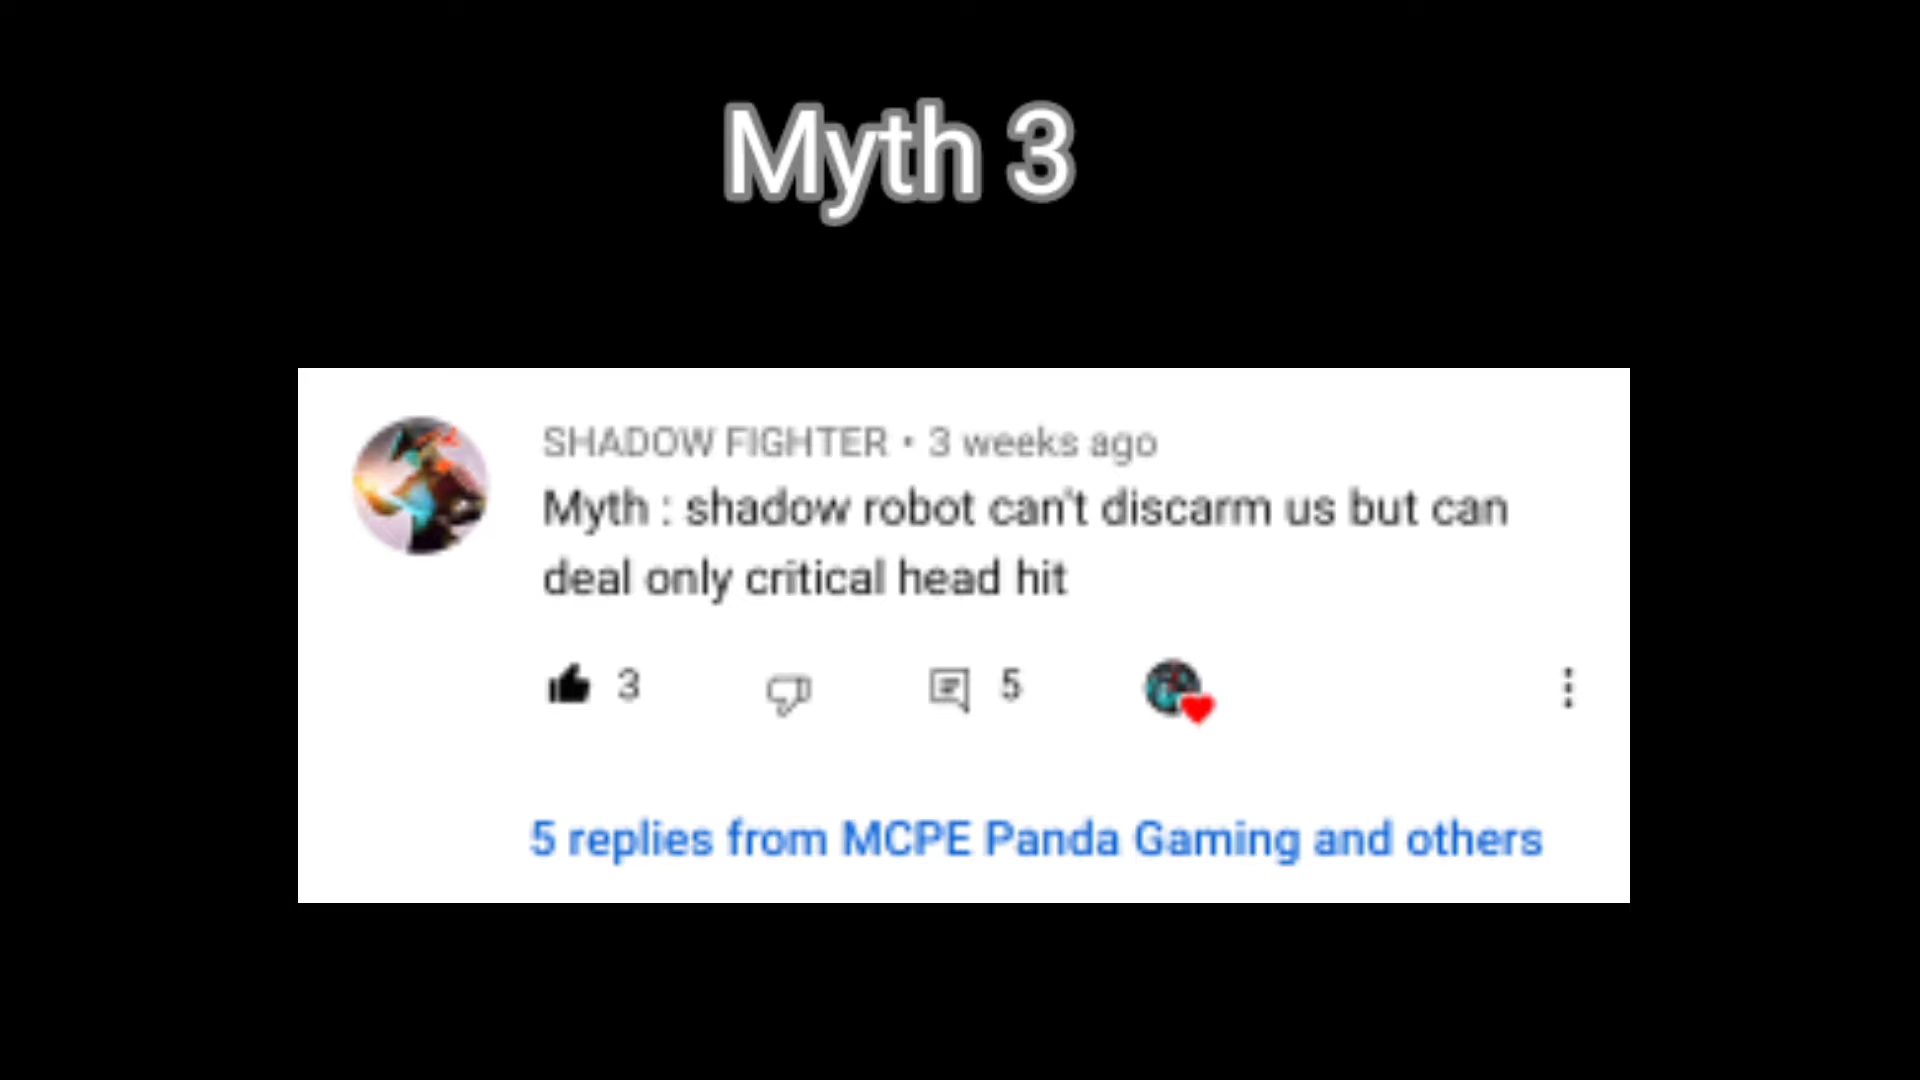 Myth 3
SHADOW FIGHTER • 3 weeks ago
Myth : shadow robot can't discarm us but can
deal only critical head hit
3
5
5 replies from MCPE Panda Gaming and others